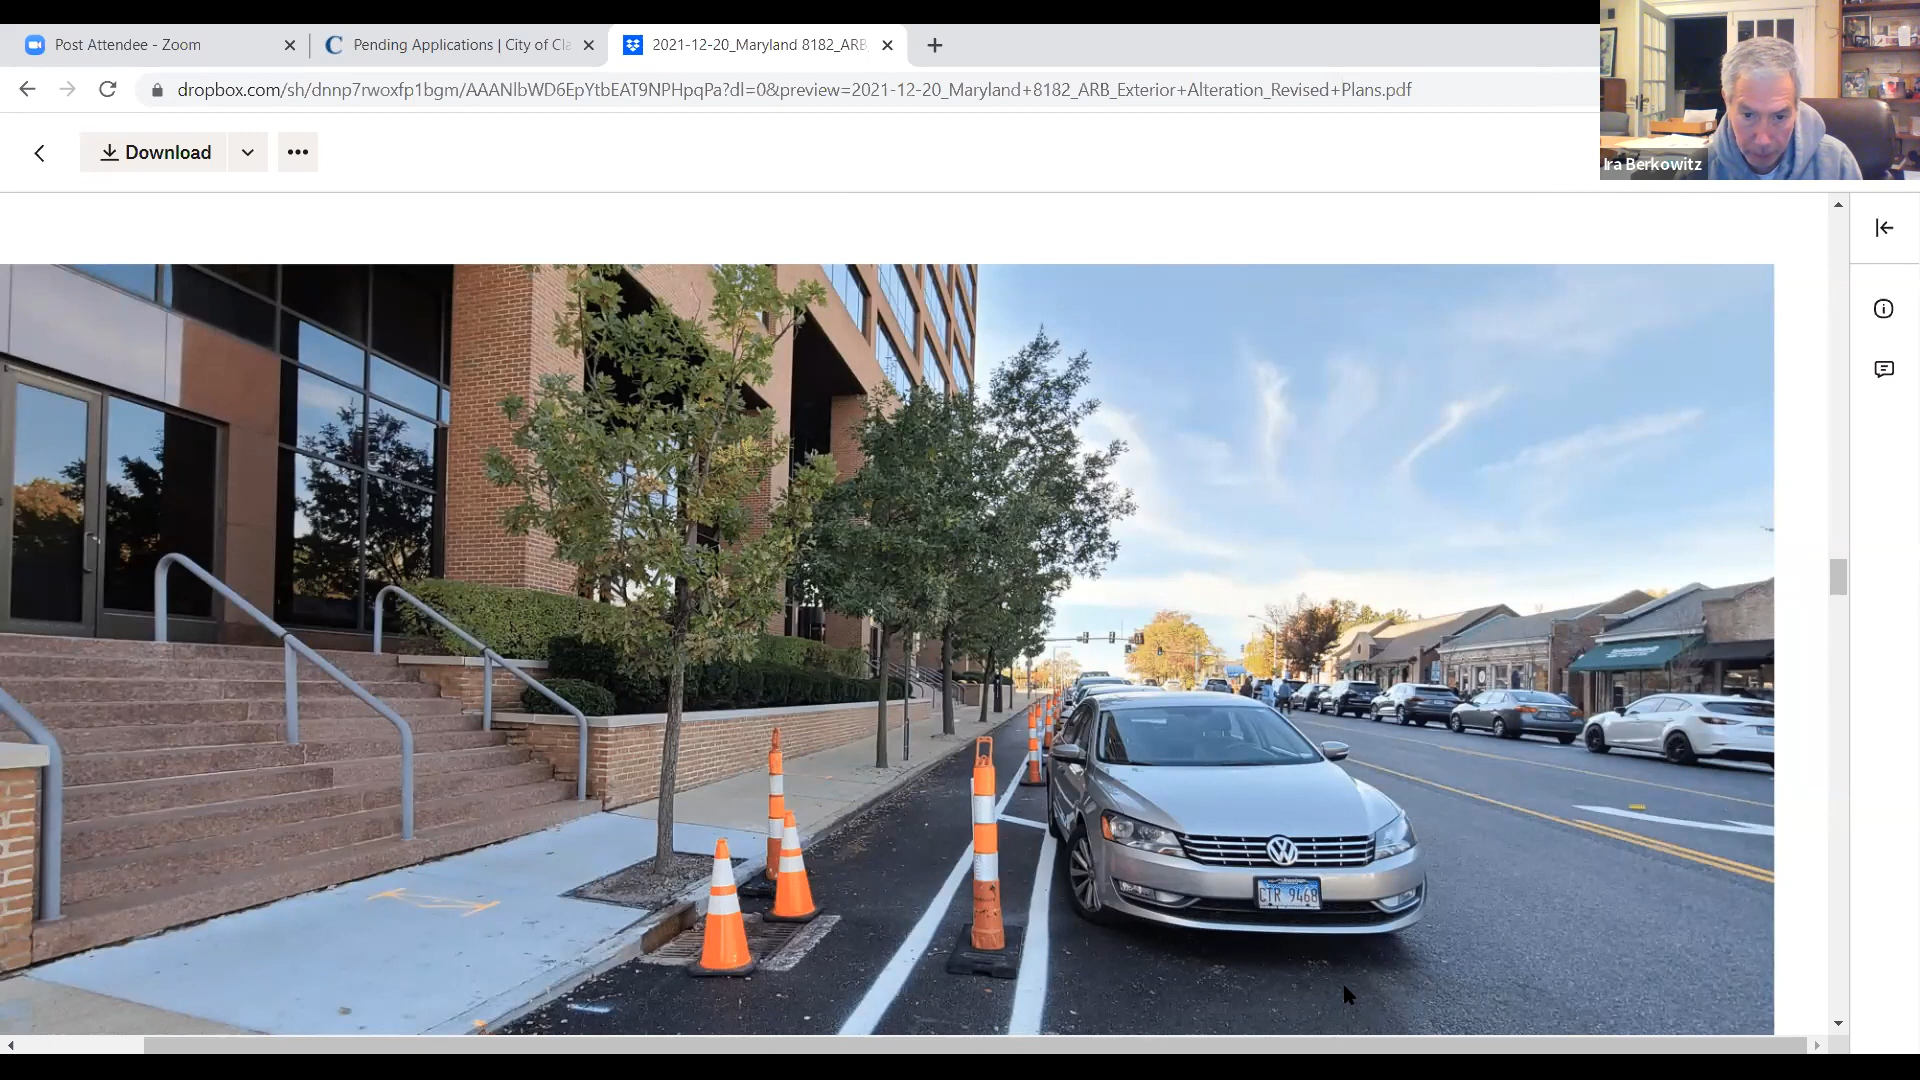 Post Attendee - Zoom
Pending Applications | City of Cla
2021-12-20_Maryland 8182_ARB
dropbox.com/sh/dnnp7rwoxfp1bgm/AAANlbWD6EpYtbEAT9NPHpqPa?dl=0&preview=2021-12-20_Maryland+8182_ARB_Exterior+Alteration_Revised+Plans.pdf
Download
Ira Berkowitz
CTR 9468